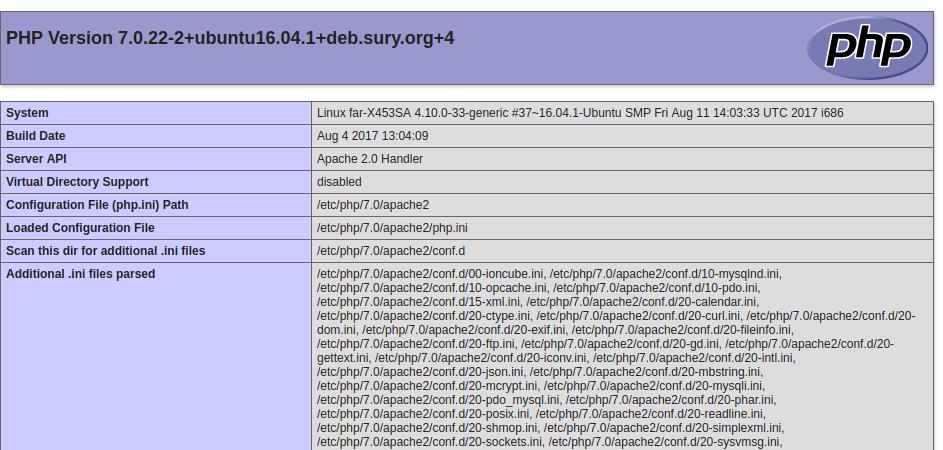 PHP Version 7.0.22-2+ubuntu16.04.1+deb.sury.org+4
php
System Linux far-X453SA 4.10.0-33-generic #37~16.04.1-Ubuntu SMP Fri Aug 11 14:03:33 UTC 2017 i686
Build Date Aug 4 2017 13:04:09
Server API Apache 2.0 Handler
Virtual Directory Support disabled
Configuration File (php.ini) Path /etc/php/7.0/apache2
Loaded Configuration File /etc/php/7.0/apache2/php.ini
Scan this dir for additional .ini files /etc/php/7.0/apache2/conf.d
Additional .ini files parsed /etc/php/7.0/apache2/conf.d/00-ioncube.ini, /etc/php/7.0/apache2/conf.d/10-mysqlnd.ini,
/etc/php/7.0/apache2/conf.d/10-opcache.ini, /etc/php/7.0/apache2/conf.d/10-pdo.ini,
/etc/php/7.0/apache2/conf.d/15-xml.ini, /etc/php/7.0/apache2/conf.d/20-calendar.ini,
/etc/php/7.0/apache2/conf.d/20-ctype.ini, /etc/php/7.0/apache2/conf.d/20-curl.ini, /etc/php/7.0/apache2/conf.d/20-
dom.ini, /etc/php/7.0/apache2/conf.d/20-exif.ini, /etc/php/7.0/apache2/conf.d/20-fileinfo.ini,
/etc/php/7.0/apache2/conf.d/20-ftp.ini, /etc/php/7.0/apache2/conf.d/20-gd.ini, /etc/php/7.0/apache2/conf.d/20-
gettext.ini, /etc/php/7.0/apache2/conf.d/20-iconv.ini, /etc/php/7.0/apache2/conf.d/20-intl.ini,
/etc/php/7.0/apache2/conf.d/20-json.ini, /etc/php/7.0/apache2/conf.d/20-mbstring.ini,
/etc/php/7.0/apache2/conf.d/20-mcrypt.ini, /etc/php/7.0/apache2/conf.d/20-mysqli.ini,
/etc/php/7.0/apache2/conf.d/20-pdo_mysql.ini, /etc/php/7.0/apache2/conf.d/20-phar.ini,
/etc/php/7.0/apache2/conf.d/20-posix.ini, /etc/php/7.0/apache2/conf.d/20-readline.ini,
/etc/php/7.0/apache2/conf.d/20-shmop.ini, /etc/php/7.0/apache2/conf.d/20-simplexml.ini,
/etc/php/7.0/apache2/conf.d/20-sockets.ini, /etc/php/7.0/apache2/conf.d/20-sysvmsg.ini,